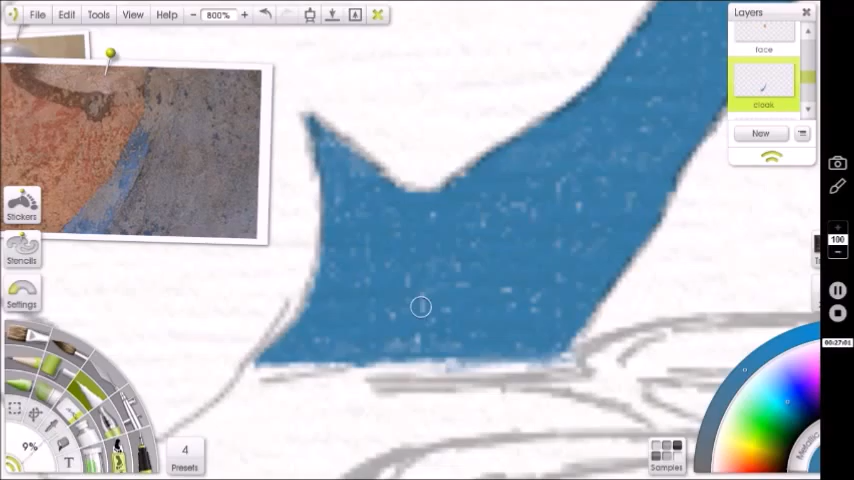 File Edit Tools View Help
800%
Layers
face
cloak
New
Stickers
Stencils
Settings
100
00:27:01
9%
T
4
Presets
Samples
Metallic